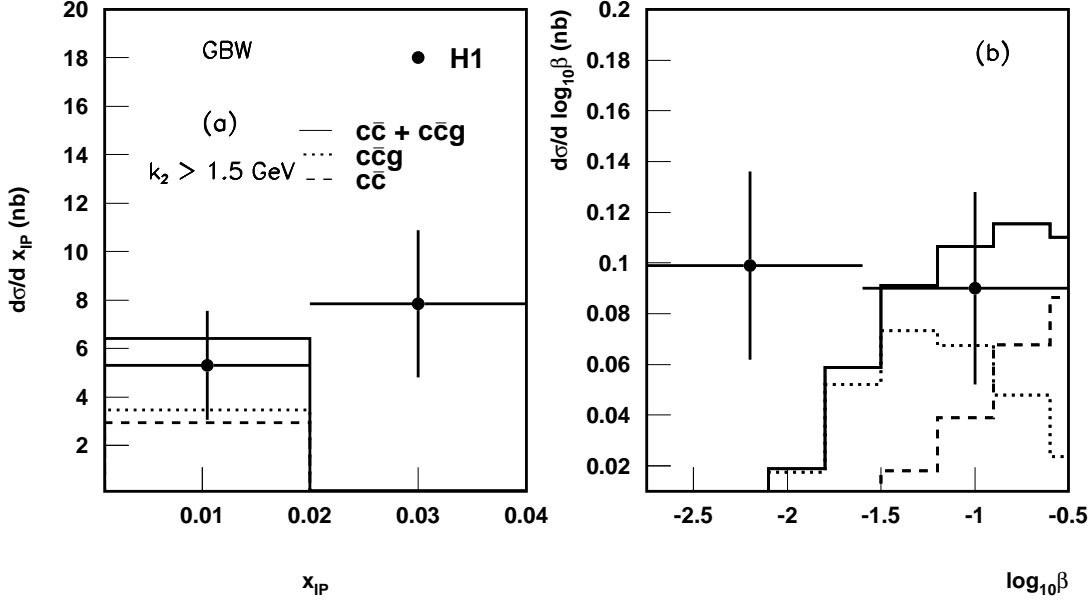 dσ/d x_IP (nb)
20
18
16
14
12
10
8
6
4
2
GBW
H1
(a)
cc̄ + cc̄g
k₂ > 1.5 GeV
cc̄g
cc̄
0.01
0.02
0.03
0.04
x_IP
dσ/d log₁₀β (nb)
0.2
0.18
0.16
0.14
0.12
0.1
0.08
0.06
0.04
0.02
(b)
-2.5
-2
-1.5
-1
-0.5
log₁₀β